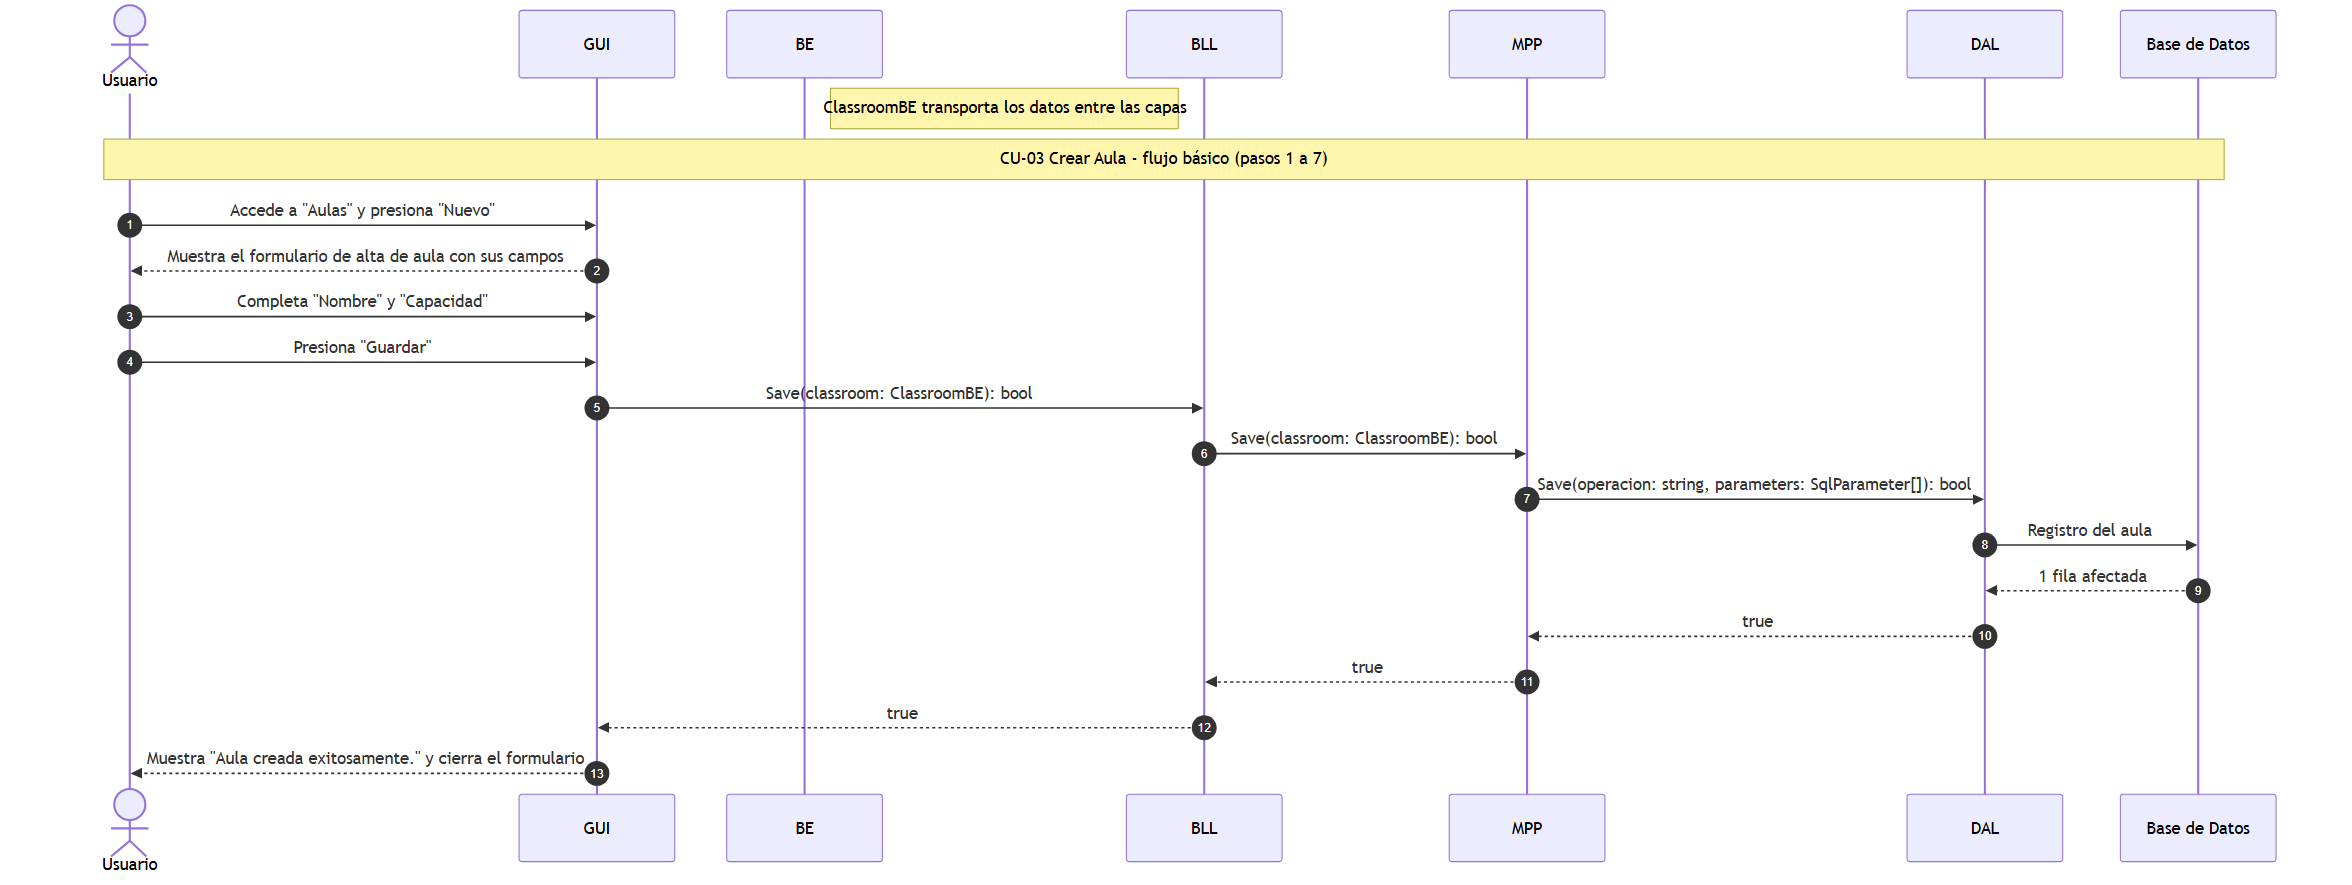 Usuario
GUI
BE
BLL
MPP
DAL
Base de Datos
ClassroomBE transporta los datos entre las capas
CU-03 Crear Aula - flujo básico (pasos 1 a 7)
Accede a "Aulas" y presiona "Nuevo"
1
Muestra el formulario de alta de aula con sus campos
2
Completa "Nombre" y "Capacidad"
3
Presiona "Guardar"
4
Save(classroom: ClassroomBE): bool
5
Save(classroom: ClassroomBE): bool
6
Save(operacion: string, parameters: SqlParameter[]): bool
7
Registro del aula
8
1 fila afectada
9
true
10
true
11
true
12
Muestra "Aula creada exitosamente." y cierra el formulario
13
Usuario
GUI
BE
BLL
MPP
DAL
Base de Datos